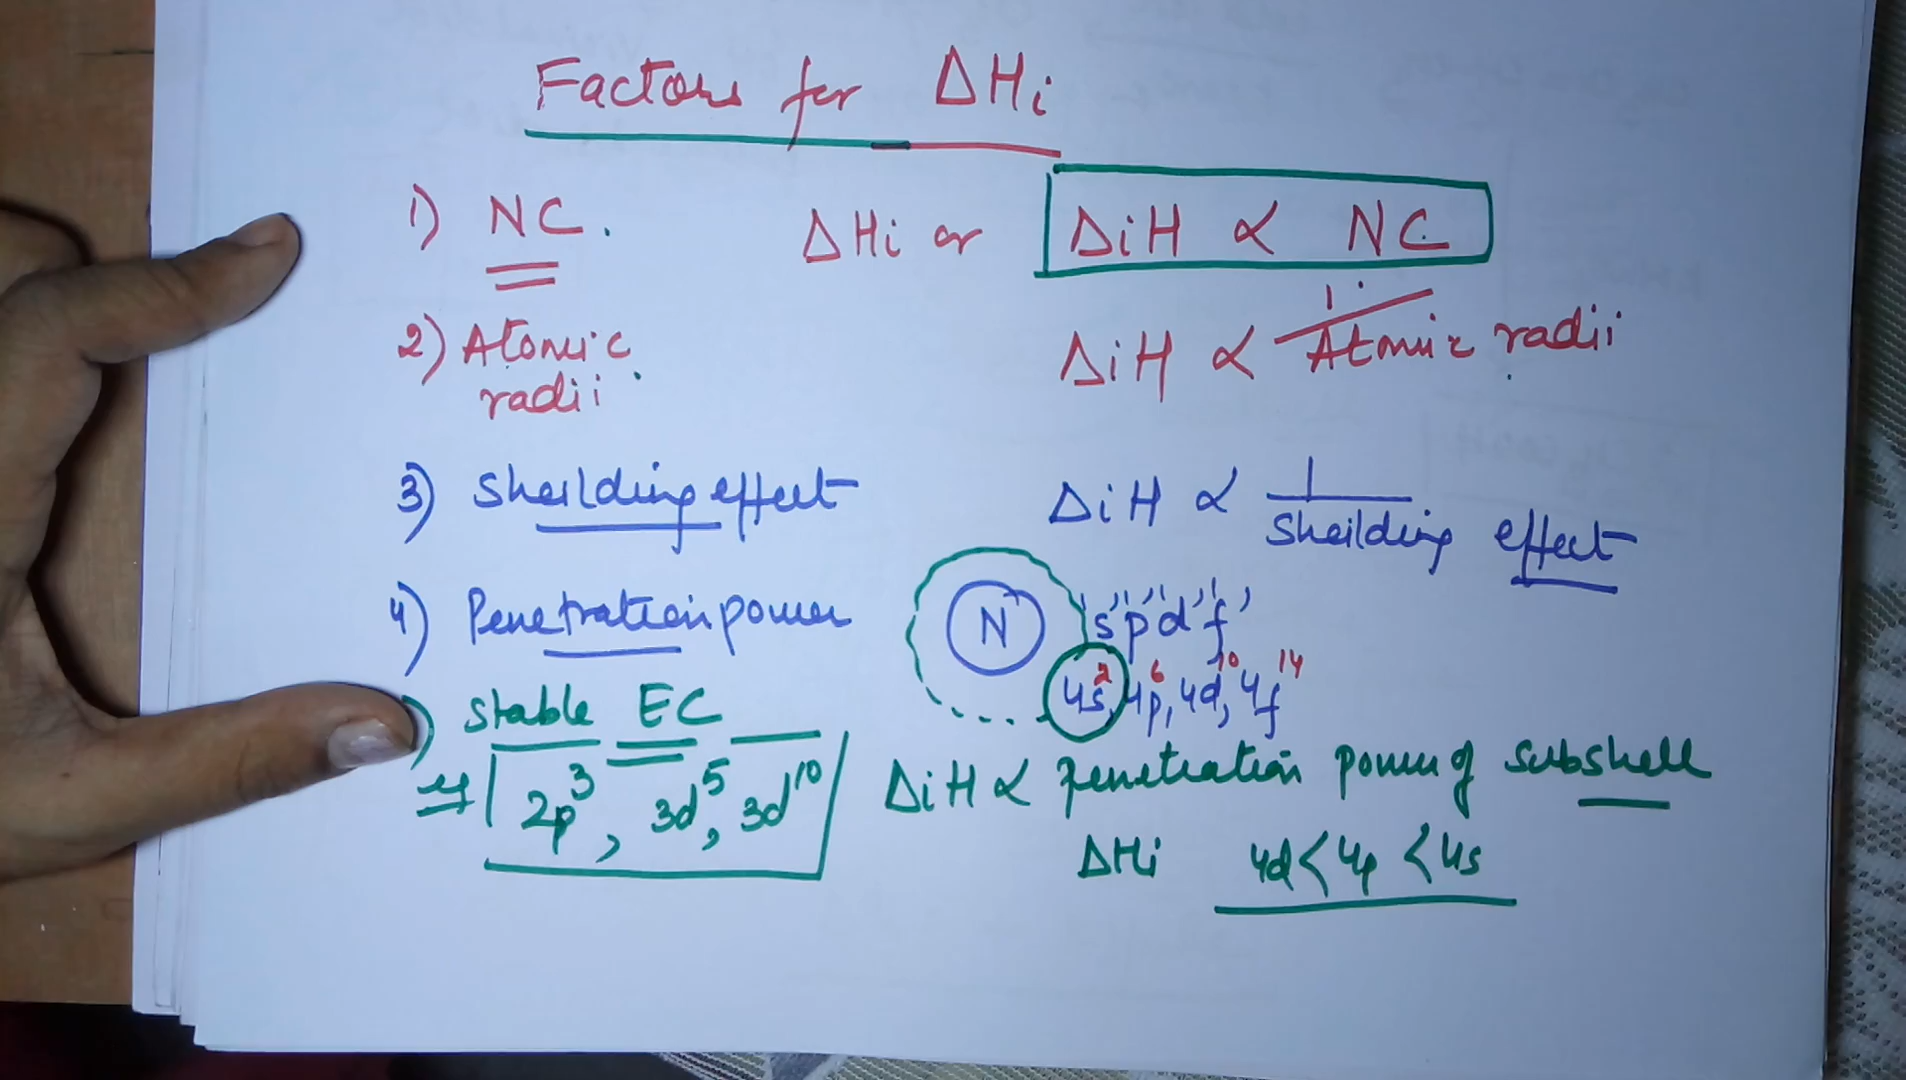 Factors for ΔHi
1) NC. ΔHi or ΔiH ∝ NC
2) Atomic radii. ΔiH ∝ 1/Atomic radii
3) Sheilding effect ΔiH ∝ 1/Sheilding effect
4) Penetration power N 's' 'p' 'd' 'f'
4s², 4p⁶, 4d¹⁰, 4f¹⁴
) Stable EC
eg 2p³, 3d⁵, 3d¹⁰
ΔiH ∝ Penetration power of subshell
ΔHi 4d < 4p < 4s